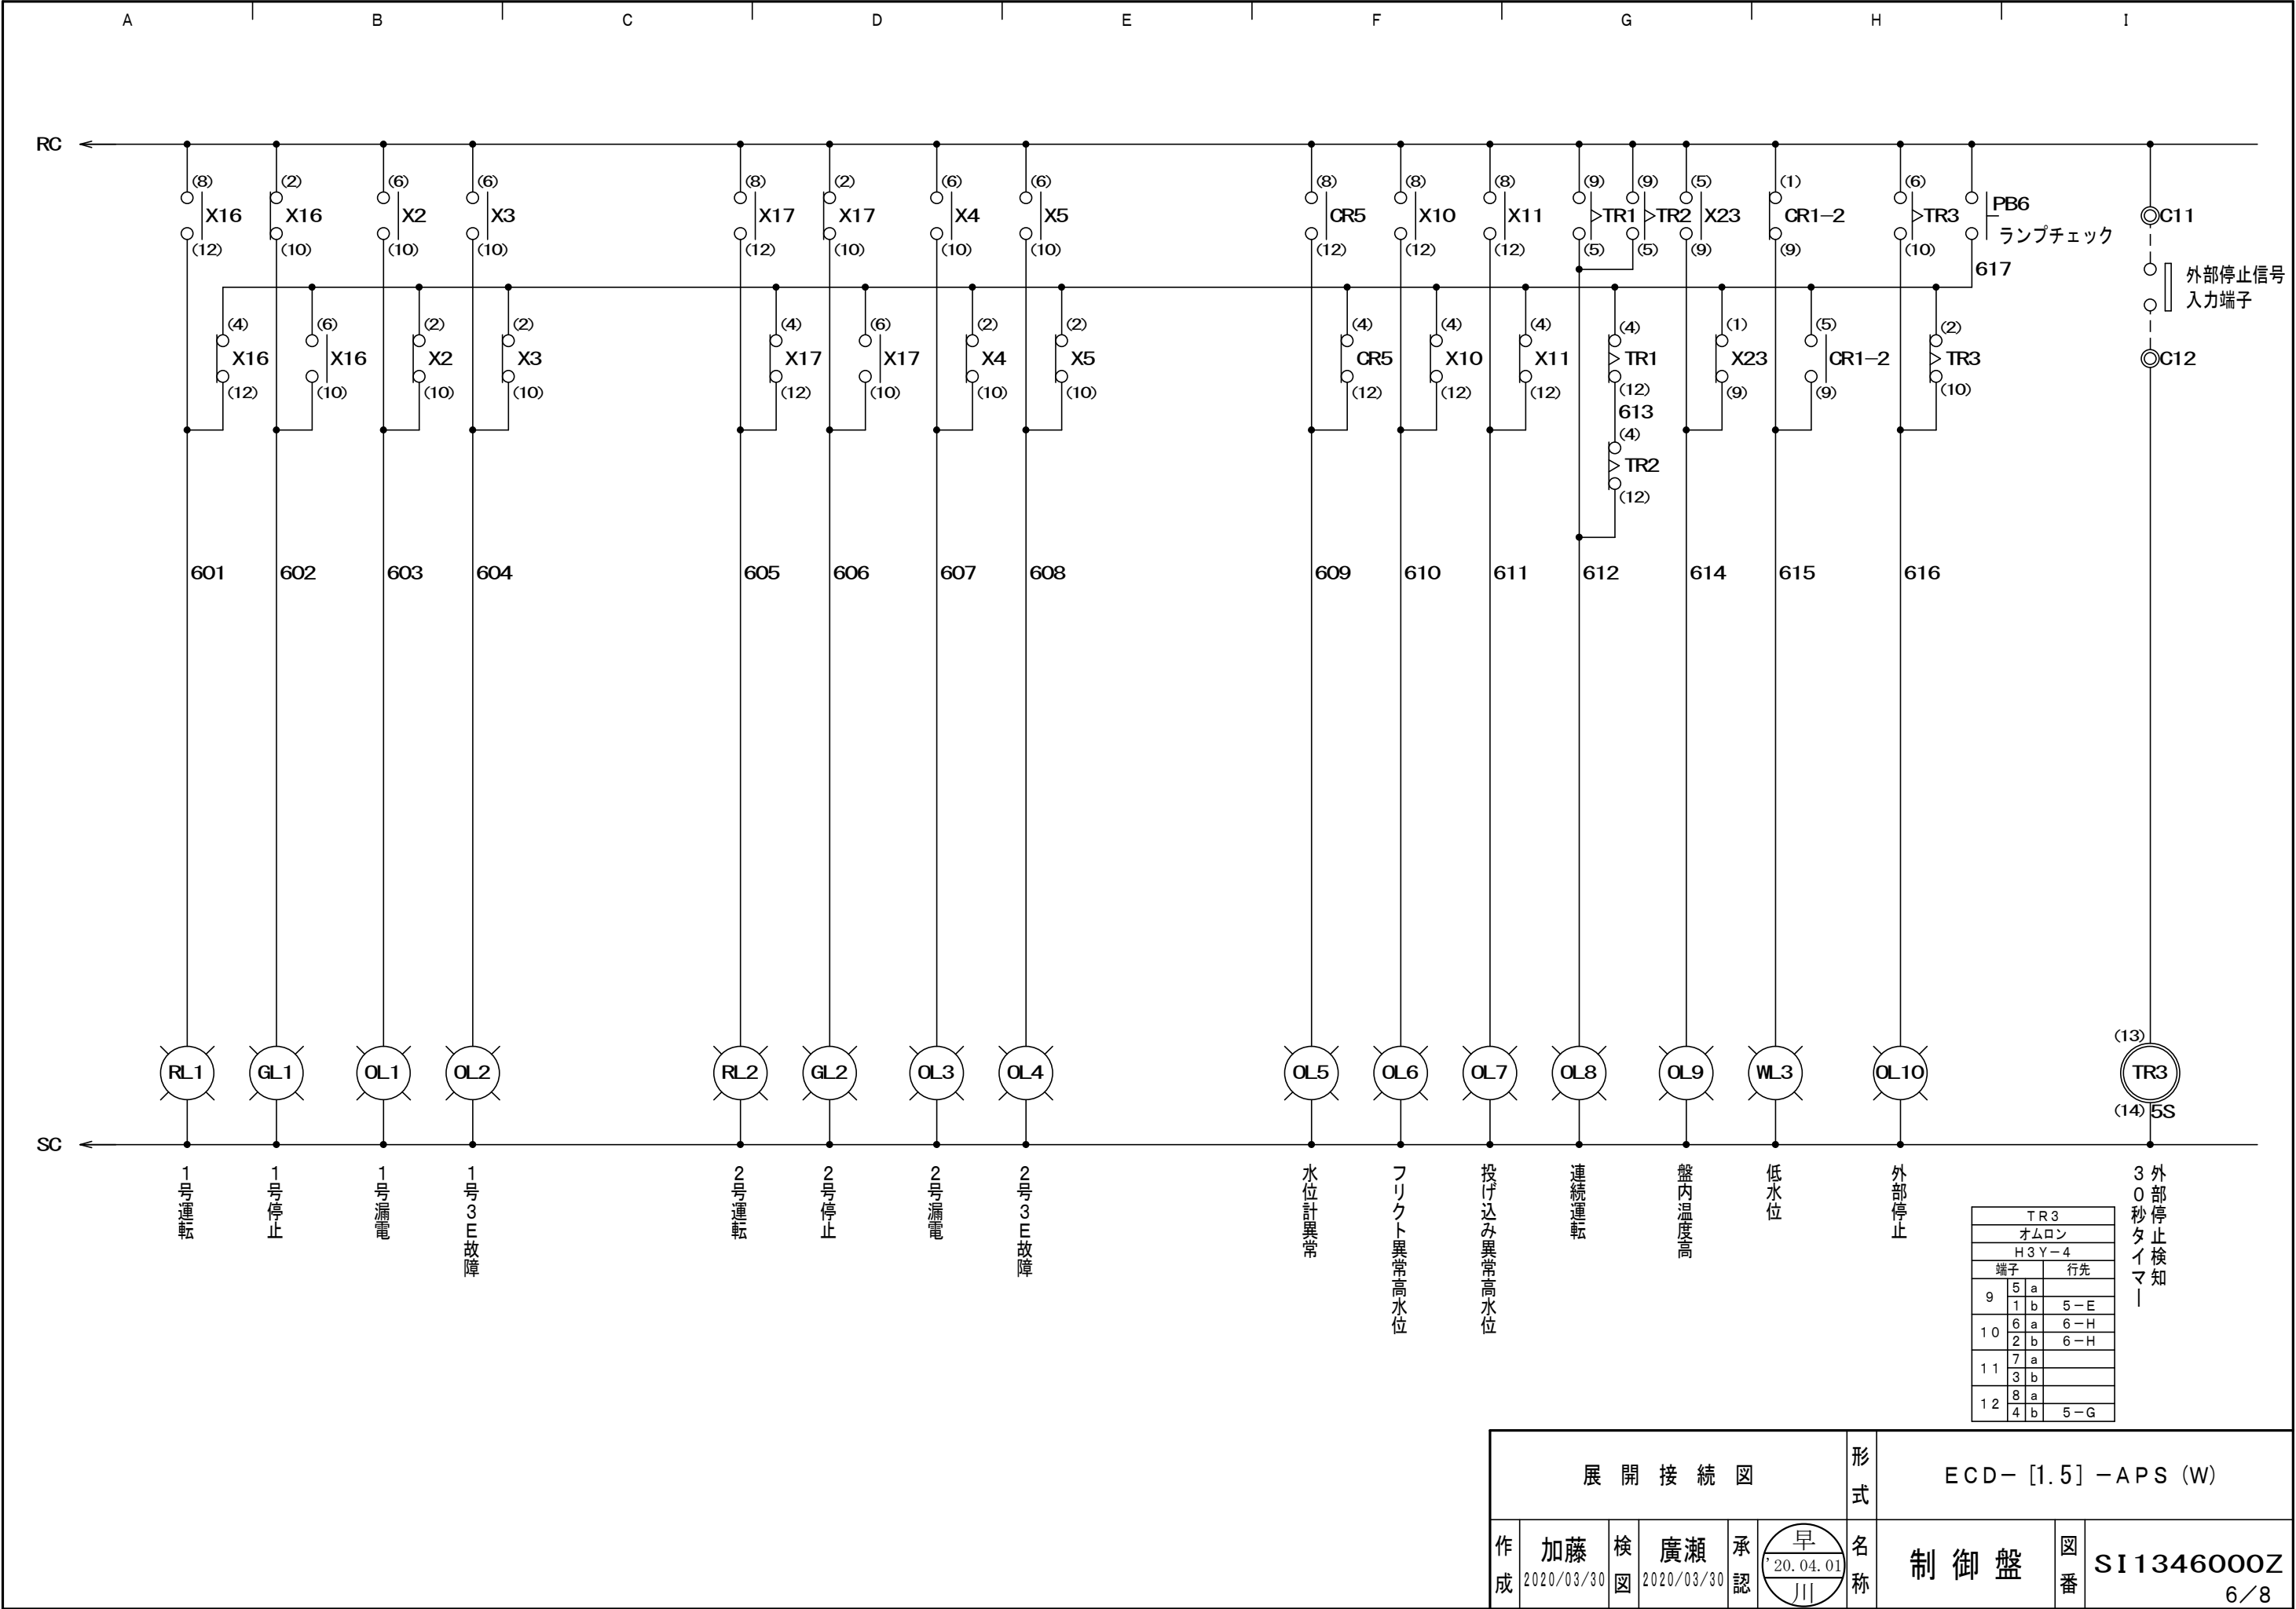 A B C D E F G H I
RC
(8) (2) (6) (6) (8) (2) (6) (6) (8) (8) (8) (9) (9) (5) (1) (6)
X16 X16 X2 X3 X17 X17 X4 X5 CR5 X10 X11 TR1 TR2 X23 CR1-2 TR3 PB6 C11
ランプチェック
(12) (10) (10) (10) (12) (10) (10) (10) (12) (12) (12) (5) (5) (9) (9) (10)
617
外部停止信号
入力端子
(4) (6) (2) (2) (4) (6) (2) (2) (4) (4) (4) (4) (1) (5) (2)
X16 X16 X2 X3 X17 X17 X4 X5 CR5 X10 X11 TR1 X23 CR1-2 TR3 C12
(12) (10) (10) (10) (12) (10) (10) (10) (12) (12) (12) (12) (9) (9) (10)
613
(4)
TR2
(12)
601 602 603 604 605 606 607 608 609 610 611 612 614 615 616
(13)
RL1 GL1 OL1 OL2 RL2 GL2 OL3 OL4 OL5 OL6 OL7 OL8 OL9 WL3 OL10 TR3
(14) 5S
SC
1号運転
1号停止
1号漏電
1号3E故障
2号運転
2号停止
2号漏電
2号3E故障
水位計異常
フリクト異常高水位
投げ込み異常高水位
連続運転
盤内温度高
低水位
外部停止
外部停止検知
30秒タイマー
TR3
オムロン
H3Y-4
端子 行先
9 5 a
1 b 5-E
10 6 a 6-H
2 b 6-H
11 7 a
3 b
12 8 a
4 b 5-G
展開接続図
形式
ECD-[1.5]-APS(W)
作成
加藤
2020/03/30
検図
廣瀬
2020/03/30
承認
早
'20.04.01
川
名称
制御盤
図番
SI1346000Z
6/8